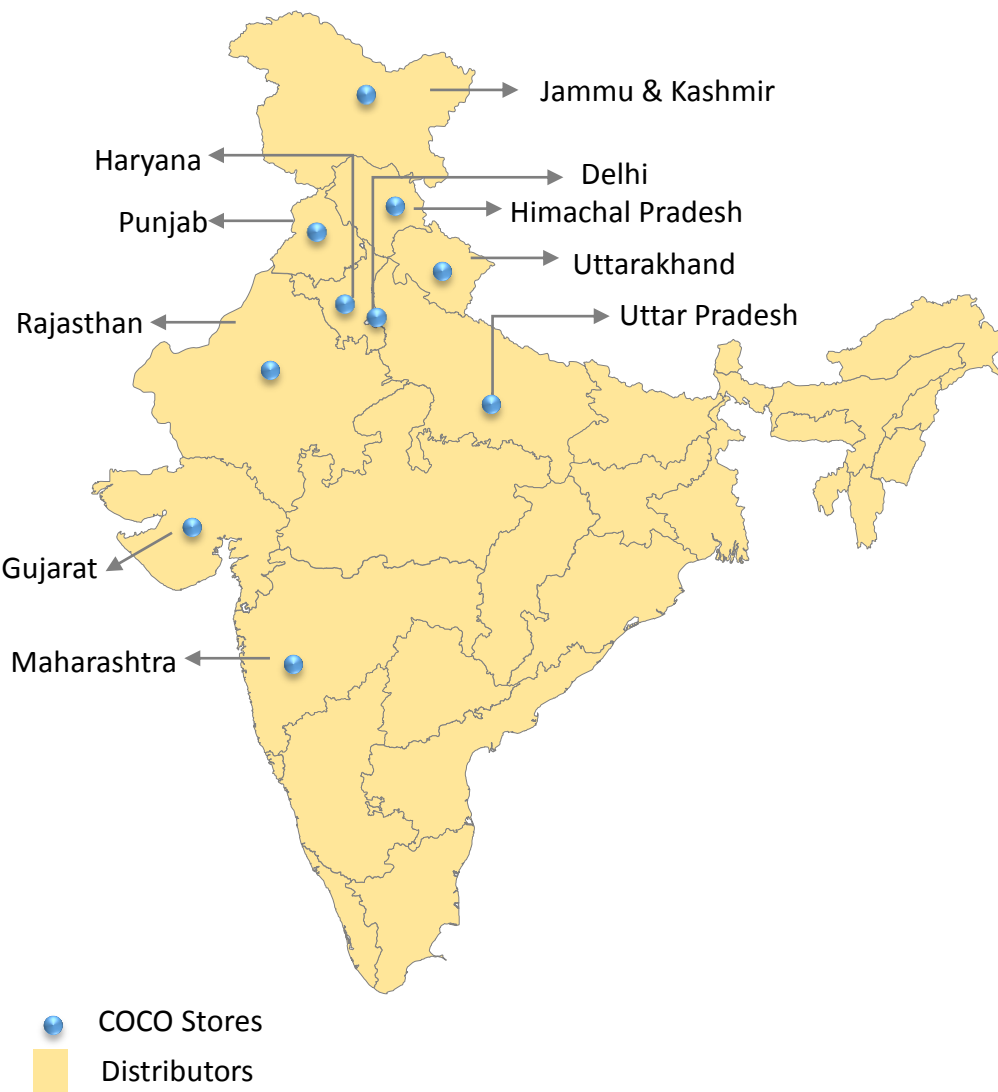 Jammu & Kashmir
Haryana
Delhi
Punjab
Himachal Pradesh
Uttarakhand
Rajasthan
Uttar Pradesh
Gujarat
Maharashtra
COCO Stores
Distributors